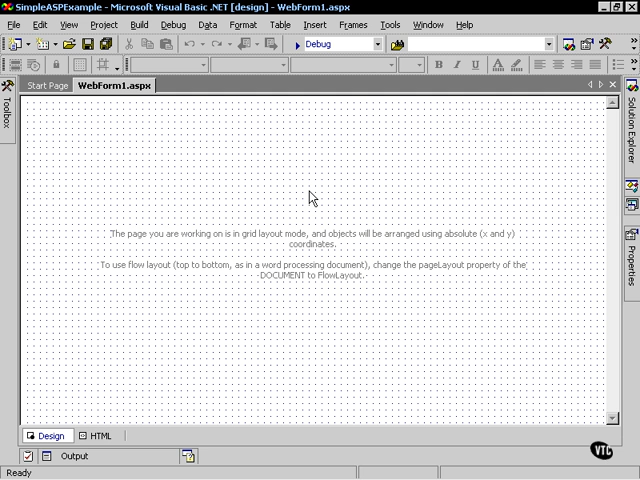 SimpleASPExample - Microsoft Visual Basic .NET [design] - WebForm1.aspx
File Edit View Project Build Debug Data Format Table Insert Frames Tools Window Help
Debug
B I U
Start Page WebForm1.aspx
Toolbox
Solution Explorer
Properties
The page you are working on is in grid layout mode, and objects will be arranged using absolute (x and y)
coordinates.
To use flow layout (top to bottom, as in a word processing document), change the pageLayout property of the
DOCUMENT to FlowLayout.
Design HTML
Output
VTC
Ready